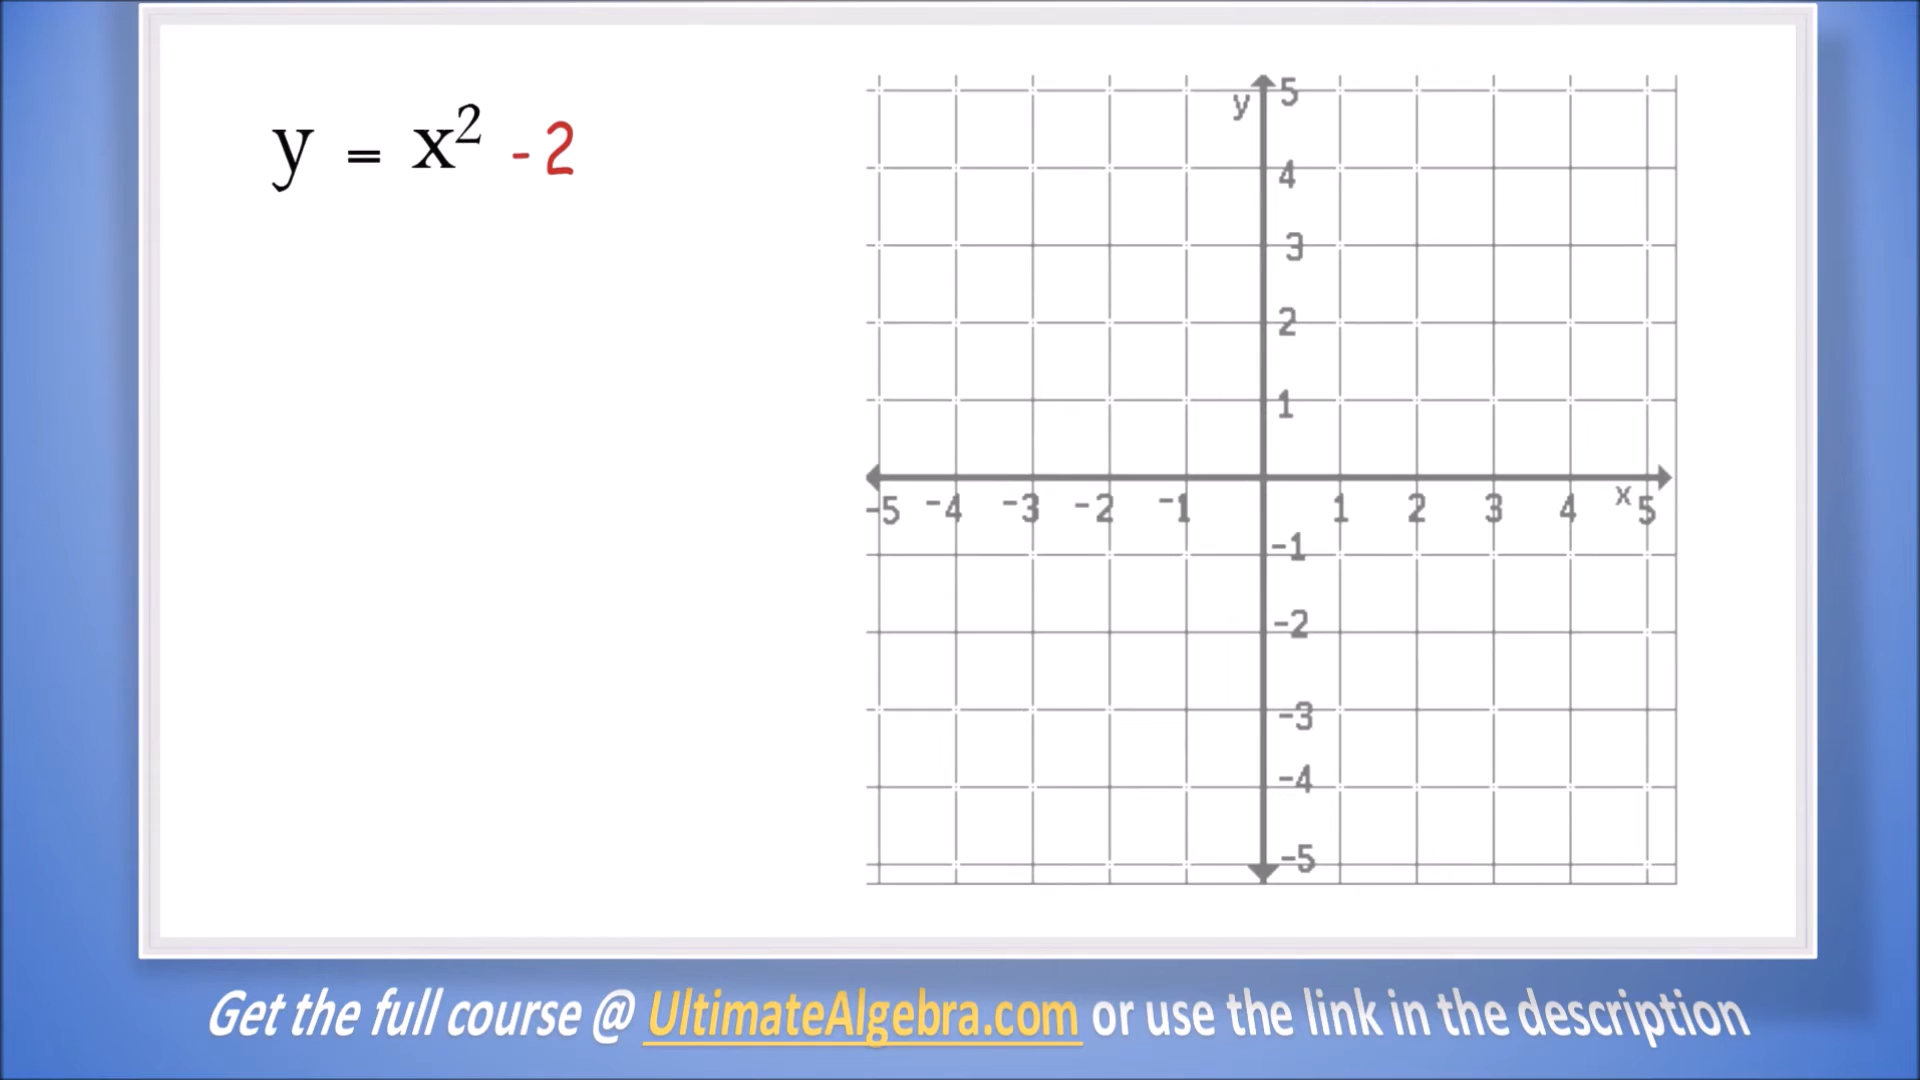 y = x² - 2
y
5
4
3
2
1
-5 -4 -3 -2 -1 1 2 3 4 x 5
-1
-2
-3
-4
-5
Get the full course @ UltimateAlgebra.com or use the link in the description